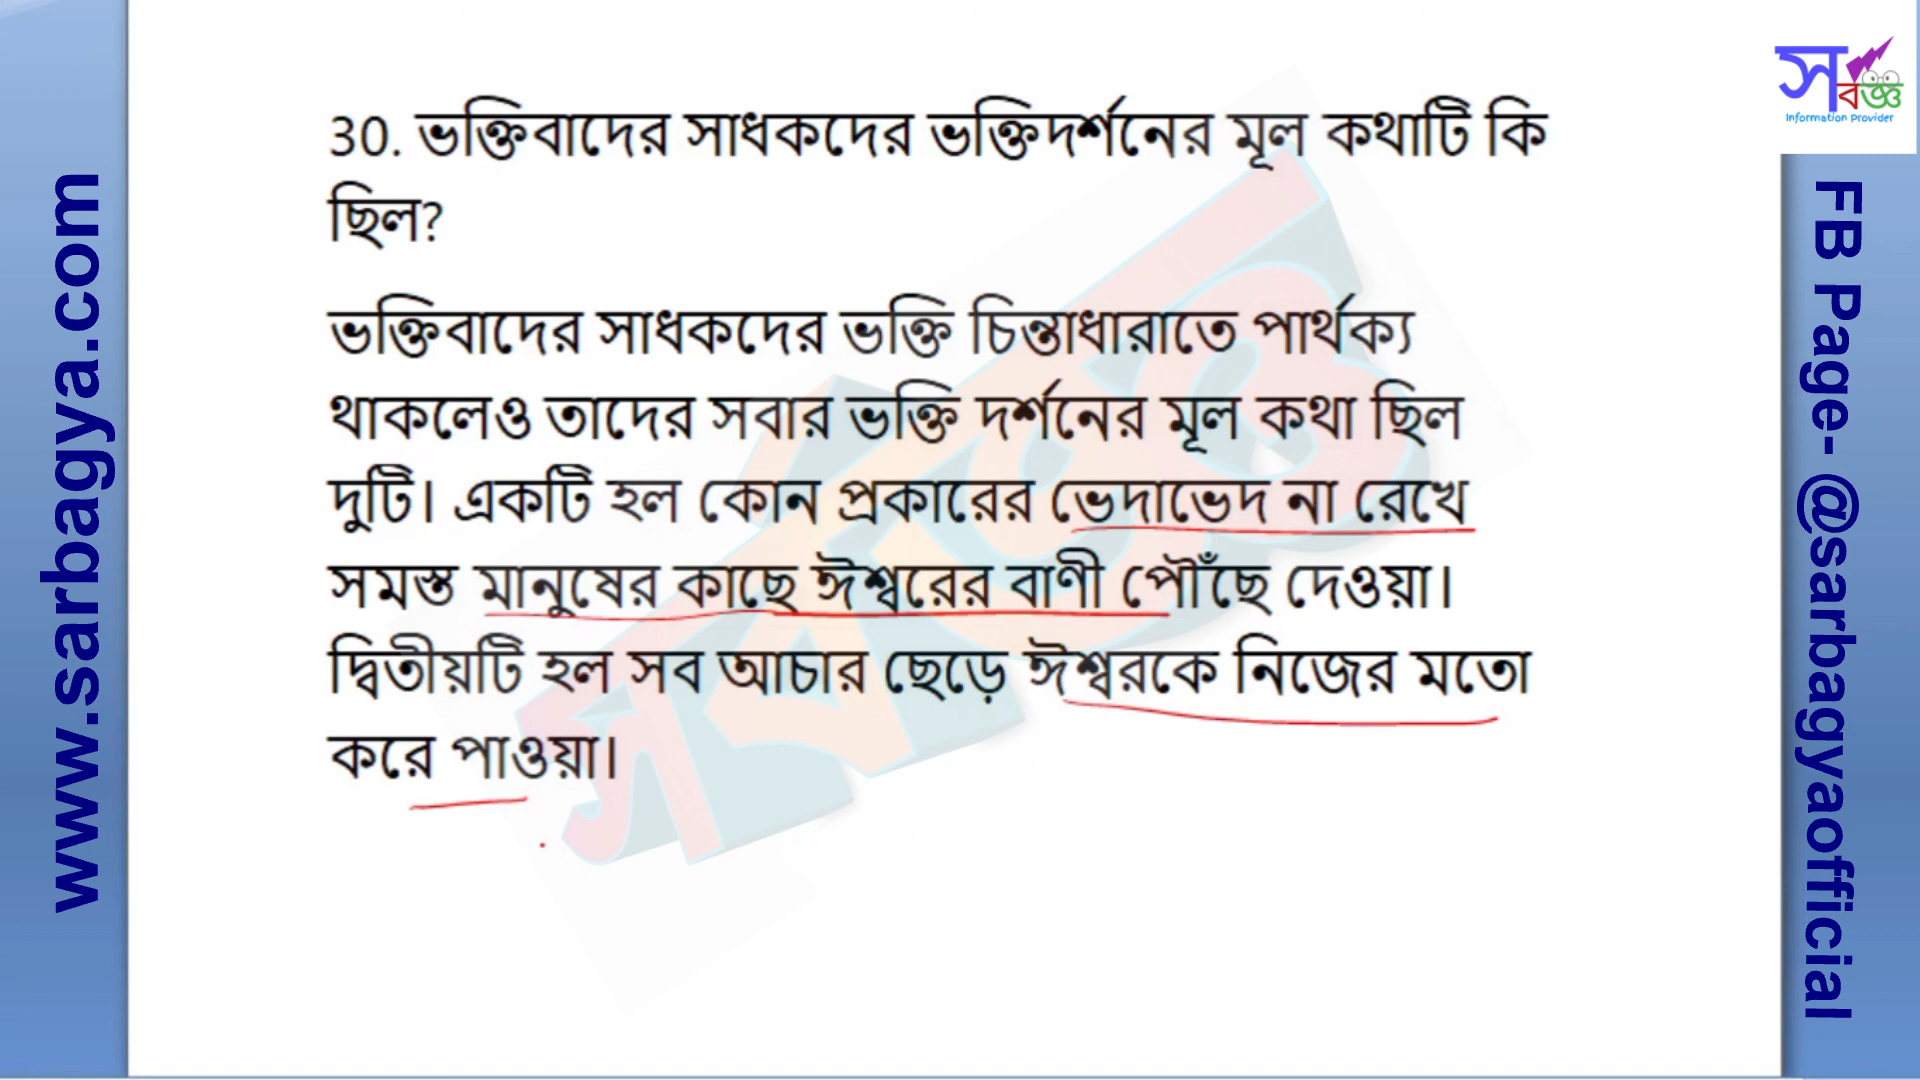 www.sarbagya.com
30. ভক্তিবাদের সাধকদের ভক্তিদর্শনের মূল কথাটি কি
ছিল?
ভক্তিবাদের সাধকদের ভক্তি চিন্তাধারাতে পার্থক্য
থাকলেও তাদের সবার ভক্তি দর্শনের মূল কথা ছিল
দুটি। একটি হল কোন প্রকারের ভেদাভেদ না রেখে
সমস্ত মানুষের কাছে ঈশ্বরের বাণী পৌঁছে দেওয়া।
দ্বিতীয়টি হল সব আচার ছেড়ে ঈশ্বরকে নিজের মতো
করে পাওয়া।
সর্বজ্ঞ
সবজ্ঞ
Information Provider
FB Page- @sarbagyaofficial